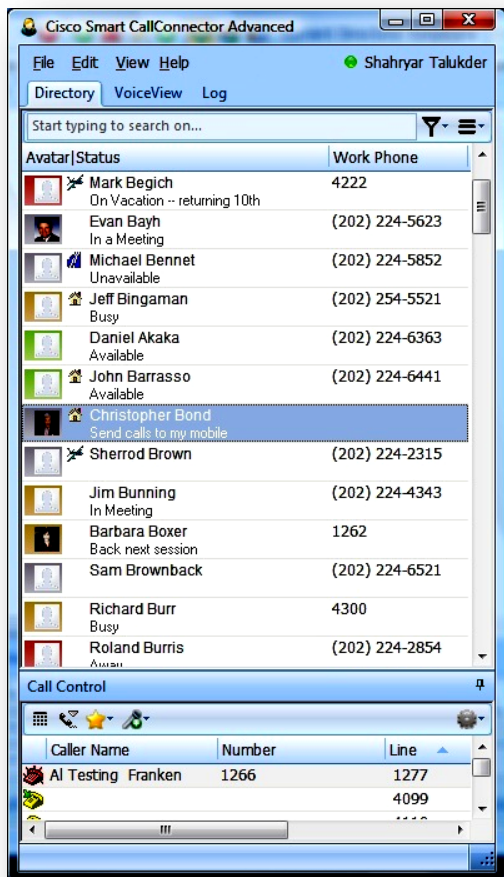 Cisco Smart CallConnector Advanced
File Edit View Help Shahryar Talukder
Directory VoiceView Log
Start typing to search on...
Avatar|Status Work Phone
Mark Begich 4222
On Vacation -- returning 10th
Evan Bayh (202) 224-5623
In a Meeting
Michael Bennet (202) 224-5852
Unavailable
Jeff Bingaman (202) 254-5521
Busy
Daniel Akaka (202) 224-6363
Available
John Barrasso (202) 224-6441
Available
Christopher Bond
Send calls to my mobile
Sherrod Brown (202) 224-2315
Jim Bunning (202) 224-4343
In Meeting
Barbara Boxer 1262
Back next session
Sam Brownback (202) 224-6521
Richard Burr 4300
Busy
Roland Burris (202) 224-2854
Away
Call Control
Caller Name Number Line
Al Testing Franken 1266 1277
4099